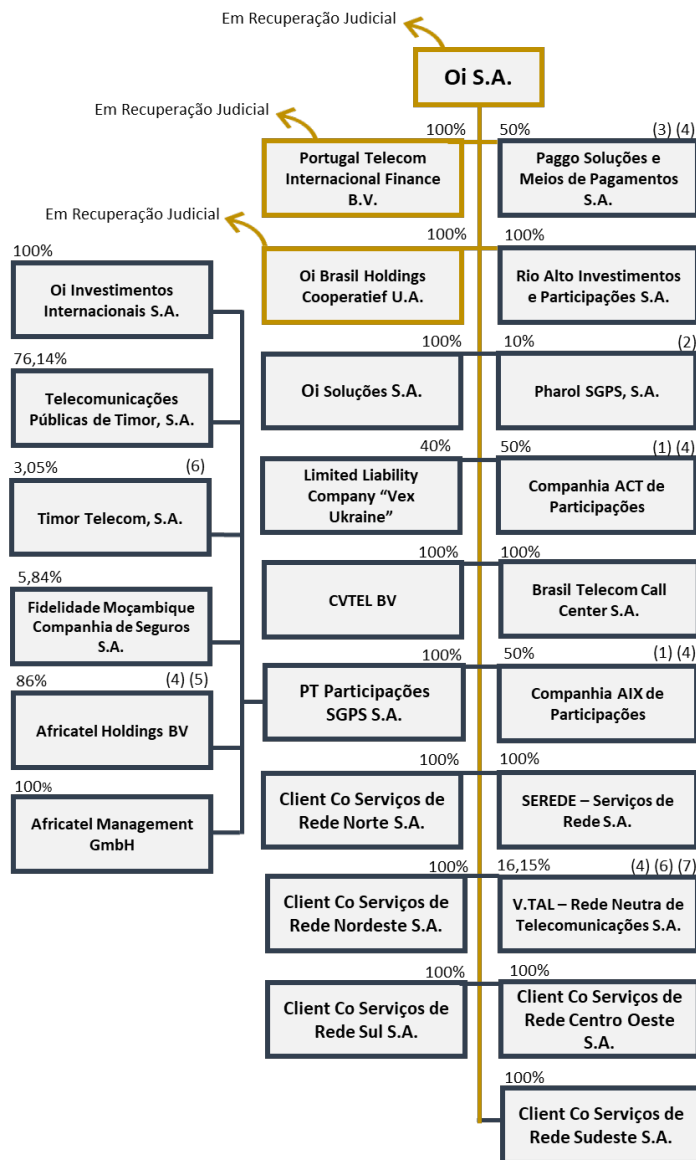 Em Recuperação Judicial
Oi S.A.
Em Recuperação Judicial
100%
Portugal Telecom
Internacional Finance
B.V.
50%
(3) (4)
Paggo Soluções e
Meios de Pagamentos
S.A.
Em Recuperação Judicial
100%
Oi Brasil Holdings
Cooperatief U.A.
100%
Rio Alto Investimentos
e Participações S.A.
100%
Oi Investimentos
Internacionais S.A.
100%
Oi Soluções S.A.
10%
(2)
Pharol SGPS, S.A.
76,14%
Telecomunicações
Públicas de Timor, S.A.
40%
Limited Liability
Company “Vex
Ukraine”
50%
(1) (4)
Companhia ACT de
Participações
3,05%
(6)
Timor Telecom, S.A.
100%
CVTEL BV
100%
Brasil Telecom Call
Center S.A.
5,84%
Fidelidade Moçambique
Companhia de Seguros
S.A.
100%
PT Participações
SGPS S.A.
50%
(1) (4)
Companhia AIX de
Participações
86%
(4) (5)
Africatel Holdings BV
100%
Client Co Serviços de
Rede Norte S.A.
100%
SEREDE – Serviços de
Rede S.A.
100%
Africatel Management
GmbH
100%
Client Co Serviços de
Rede Nordeste S.A.
16,15%
(4) (6) (7)
V.TAL – Rede Neutra de
Telecomunicações S.A.
100%
Client Co Serviços de
Rede Sul S.A.
100%
Client Co Serviços de
Rede Centro Oeste
S.A.
100%
Client Co Serviços de
Rede Sudeste S.A.